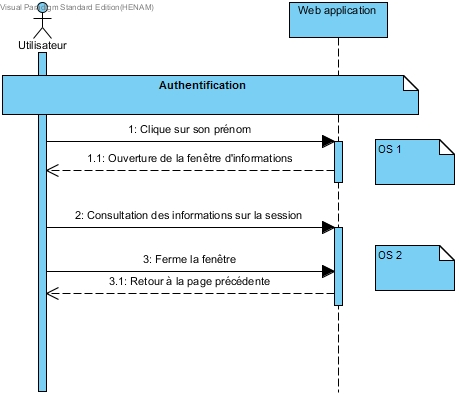 Visual Paradigm Standard Edition(HENAM)
Web application
Utilisateur
Authentification
1: Clique sur son prénom
OS 1
1.1: Ouverture de la fenêtre d'informations
2: Consultation des informations sur la session
OS 2
3: Ferme la fenêtre
3.1: Retour à la page précédente